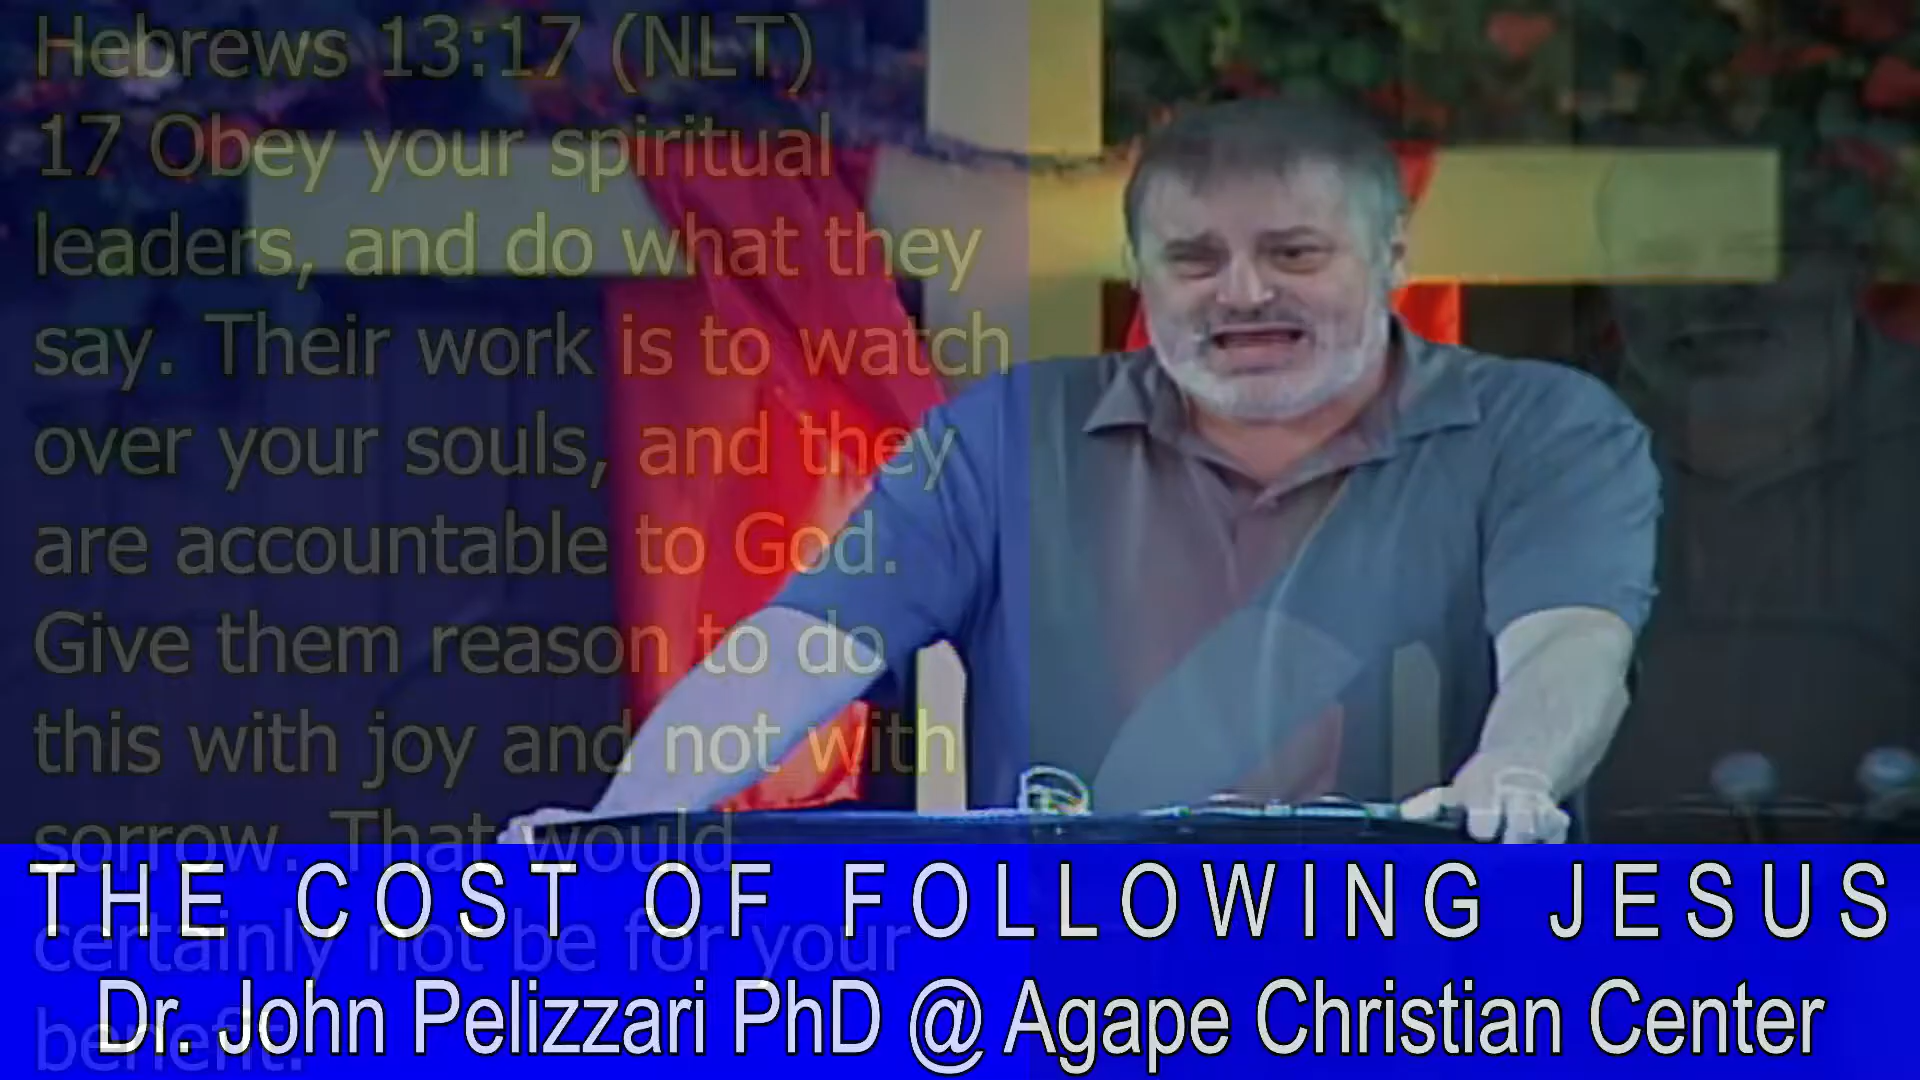 Hebrews 13:17 (NLT)
17 Obey your spiritual
leaders, and do what they
say. Their work is to watch
over your souls, and they
are accountable to God.
Give them reason to do
this with joy and not with
sorrow. That would
certainly not be for your
benefit.
THE COST OF FOLLOWING JESUS
Dr. John Pelizzari PhD @ Agape Christian Center